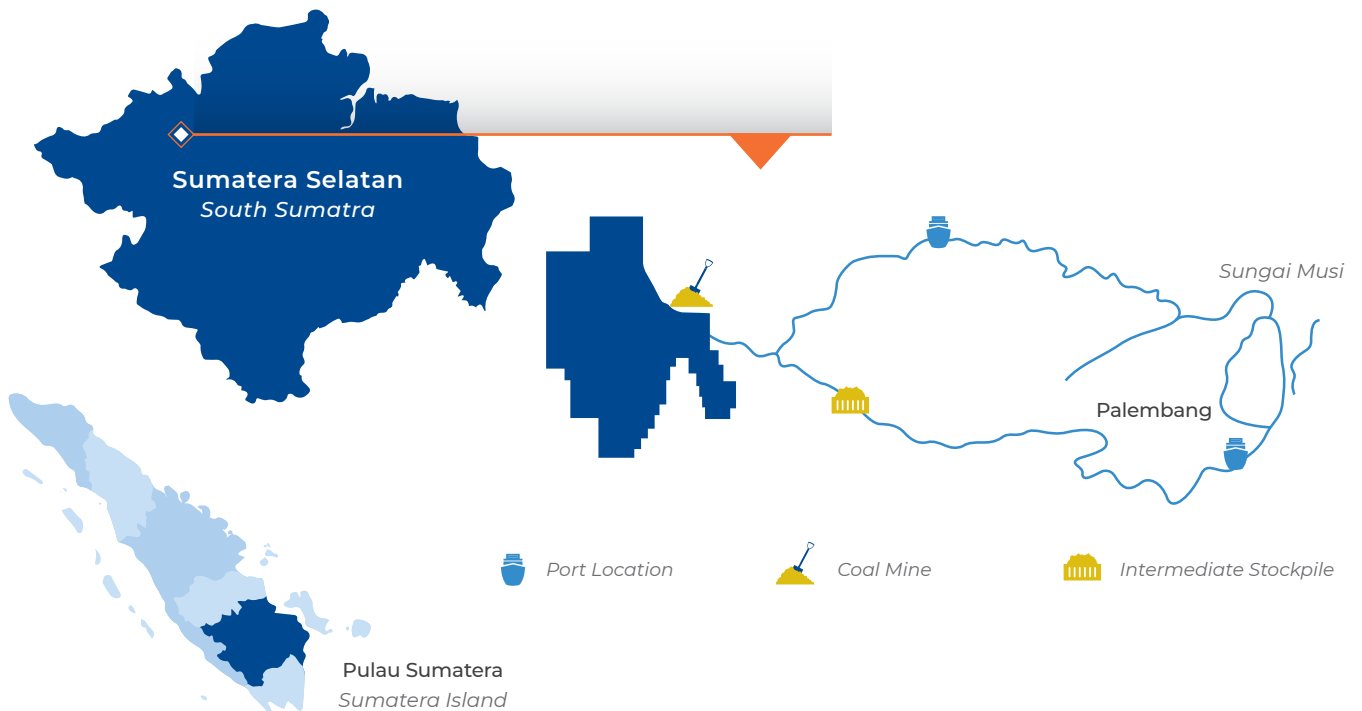 Sumatera Selatan
South Sumatra
Sungai Musi
Palembang
Port Location
Coal Mine
Intermediate Stockpile
Pulau Sumatera
Sumatera Island